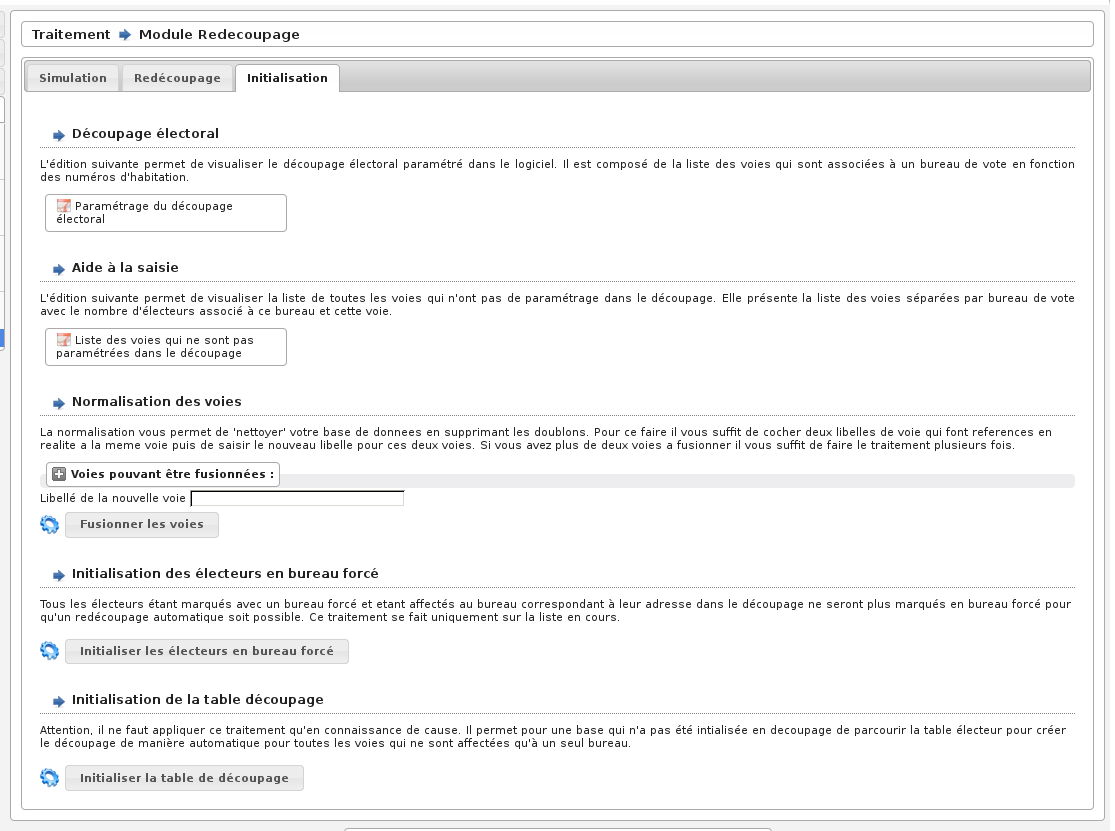 Traitement Module Redecoupage
Simulation Redécoupage Initialisation
Découpage électoral
L'édition suivante permet de visualiser le découpage électoral paramétré dans le logiciel. Il est composé de la liste des voies qui sont associées à un bureau de vote en fonction
des numéros d'habitation.
Paramétrage du découpage
électoral
Aide à la saisie
L'édition suivante permet de visualiser la liste de toutes les voies qui n'ont pas de paramétrage dans le découpage. Elle présente la liste des voies séparées par bureau de vote
avec le nombre d'électeurs associé à ce bureau et cette voie.
Liste des voies qui ne sont pas
paramétrées dans le découpage
Normalisation des voies
La normalisation vous permet de 'nettoyer' votre base de donnees en supprimant les doublons. Pour ce faire il vous suffit de cocher deux libelles de voie qui font references en
realite a la meme voie puis de saisir le nouveau libelle pour ces deux voies. Si vous avez plus de deux voies a fusionner il vous suffit de faire le traitement plusieurs fois.
Voies pouvant être fusionnées :
Libellé de la nouvelle voie
Fusionner les voies
Initialisation des électeurs en bureau forcé
Tous les électeurs étant marqués avec un bureau forcé et etant affectés au bureau correspondant à leur adresse dans le découpage ne seront plus marqués en bureau forcé pour
qu'un redécoupage automatique soit possible. Ce traitement se fait uniquement sur la liste en cours.
Initialiser les électeurs en bureau forcé
Initialisation de la table découpage
Attention, il ne faut appliquer ce traitement qu'en connaissance de cause. Il permet pour une base qui n'a pas été intialisée en decoupage de parcourir la table électeur pour créer
le découpage de manière automatique pour toutes les voies qui ne sont affectées qu'à un seul bureau.
Initialiser la table de découpage